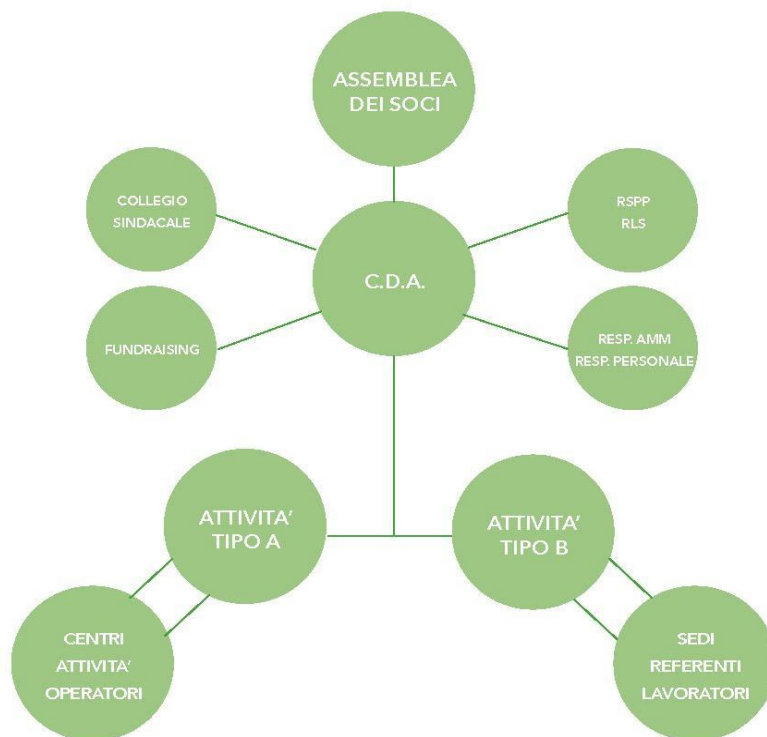 ASSEMBLEA
DEI SOCI
COLLEGIO
SINDACALE
RSPP
RLS
C.D.A.
FUNDRAISING
RESP. AMM
RESP. PERSONALE
ATTIVITA'
TIPO A
ATTIVITA'
TIPO B
CENTRI
ATTIVITA'
OPERATORI
SEDI
REFERENTI
LAVORATORI